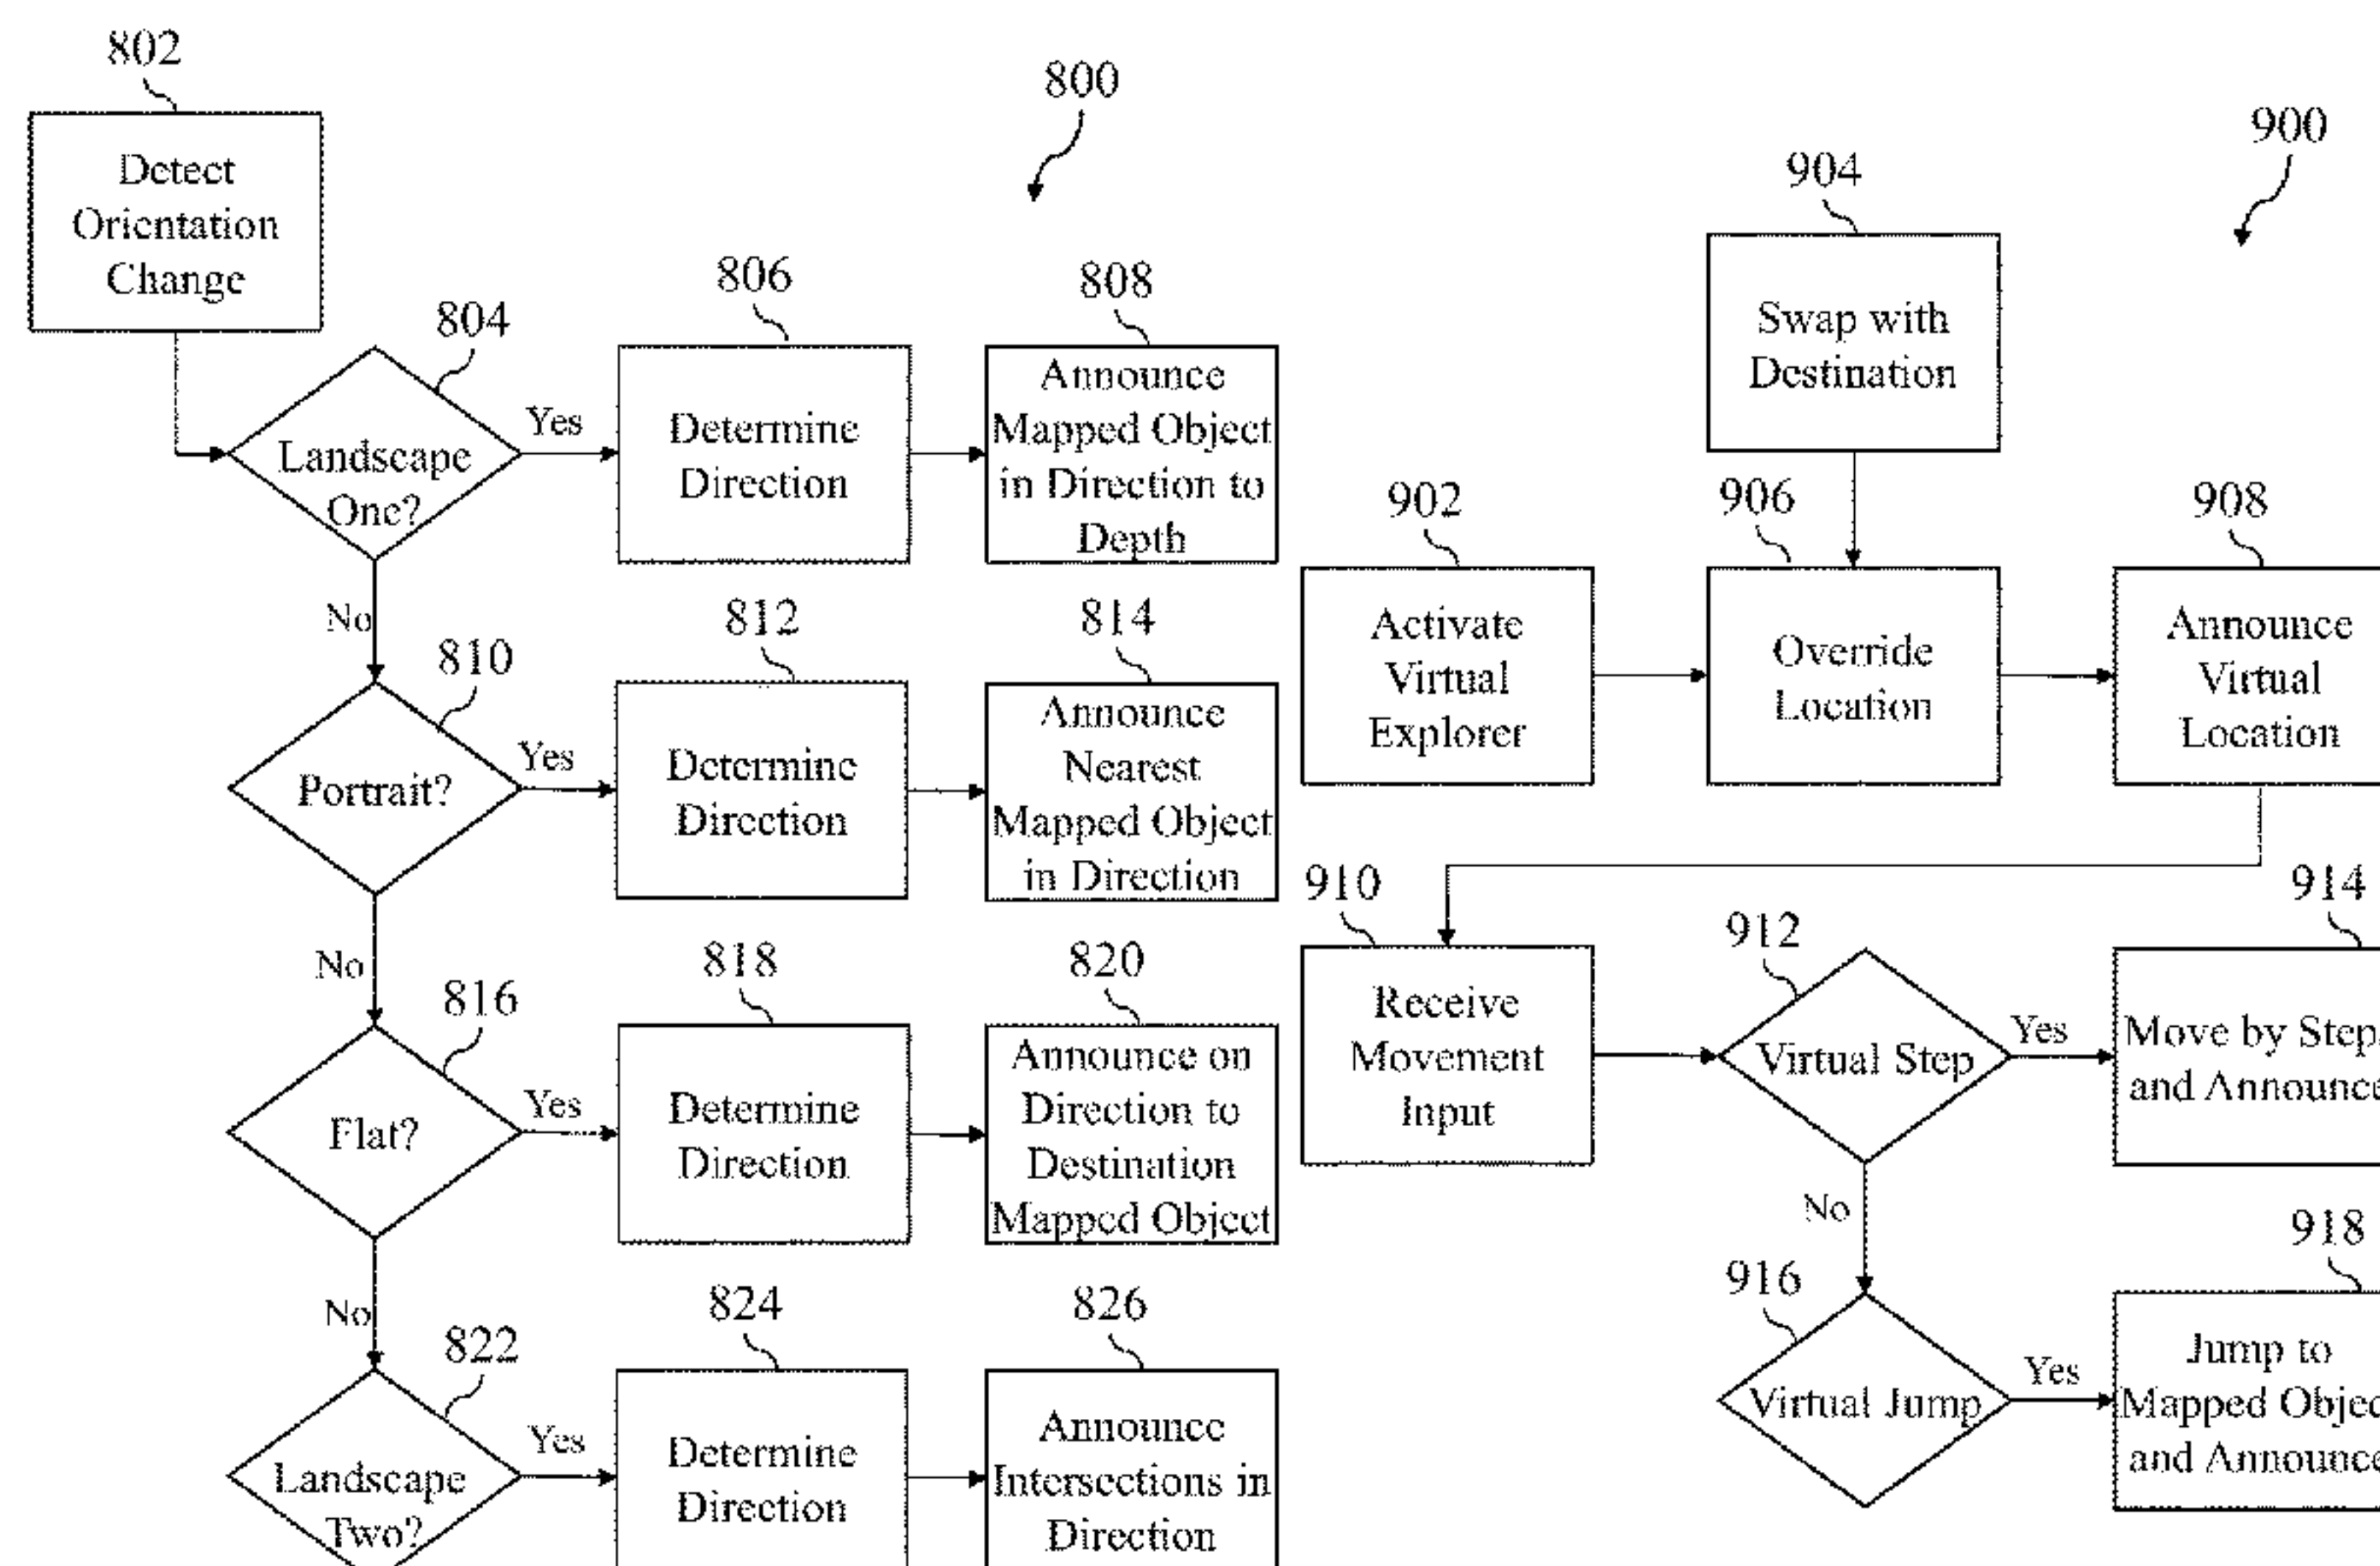 802
Detect
Orientation
Change
800
804
Landscape
One?
Yes
No
806
Determine
Direction
808
Announce
Mapped Object
in Direction to
Depth
810
Portrait?
Yes
No
812
Determine
Direction
814
Announce
Nearest
Mapped Object
in Direction
816
Flat?
Yes
No
818
Determine
Direction
820
Announce on
Direction to
Destination
Mapped Object
822
Landscape
Two?
Yes
824
Determine
Direction
826
Announce
Intersections in
Direction
900
904
Swap with
Destination
902
Activate
Virtual
Explorer
906
Override
Location
908
Announce
Virtual
Location
910
Receive
Movement
Input
912
Virtual Step
Yes
No
914
Move by Step
and Announce
916
Virtual Jump
Yes
918
Jump to
Mapped Objec
and Announce